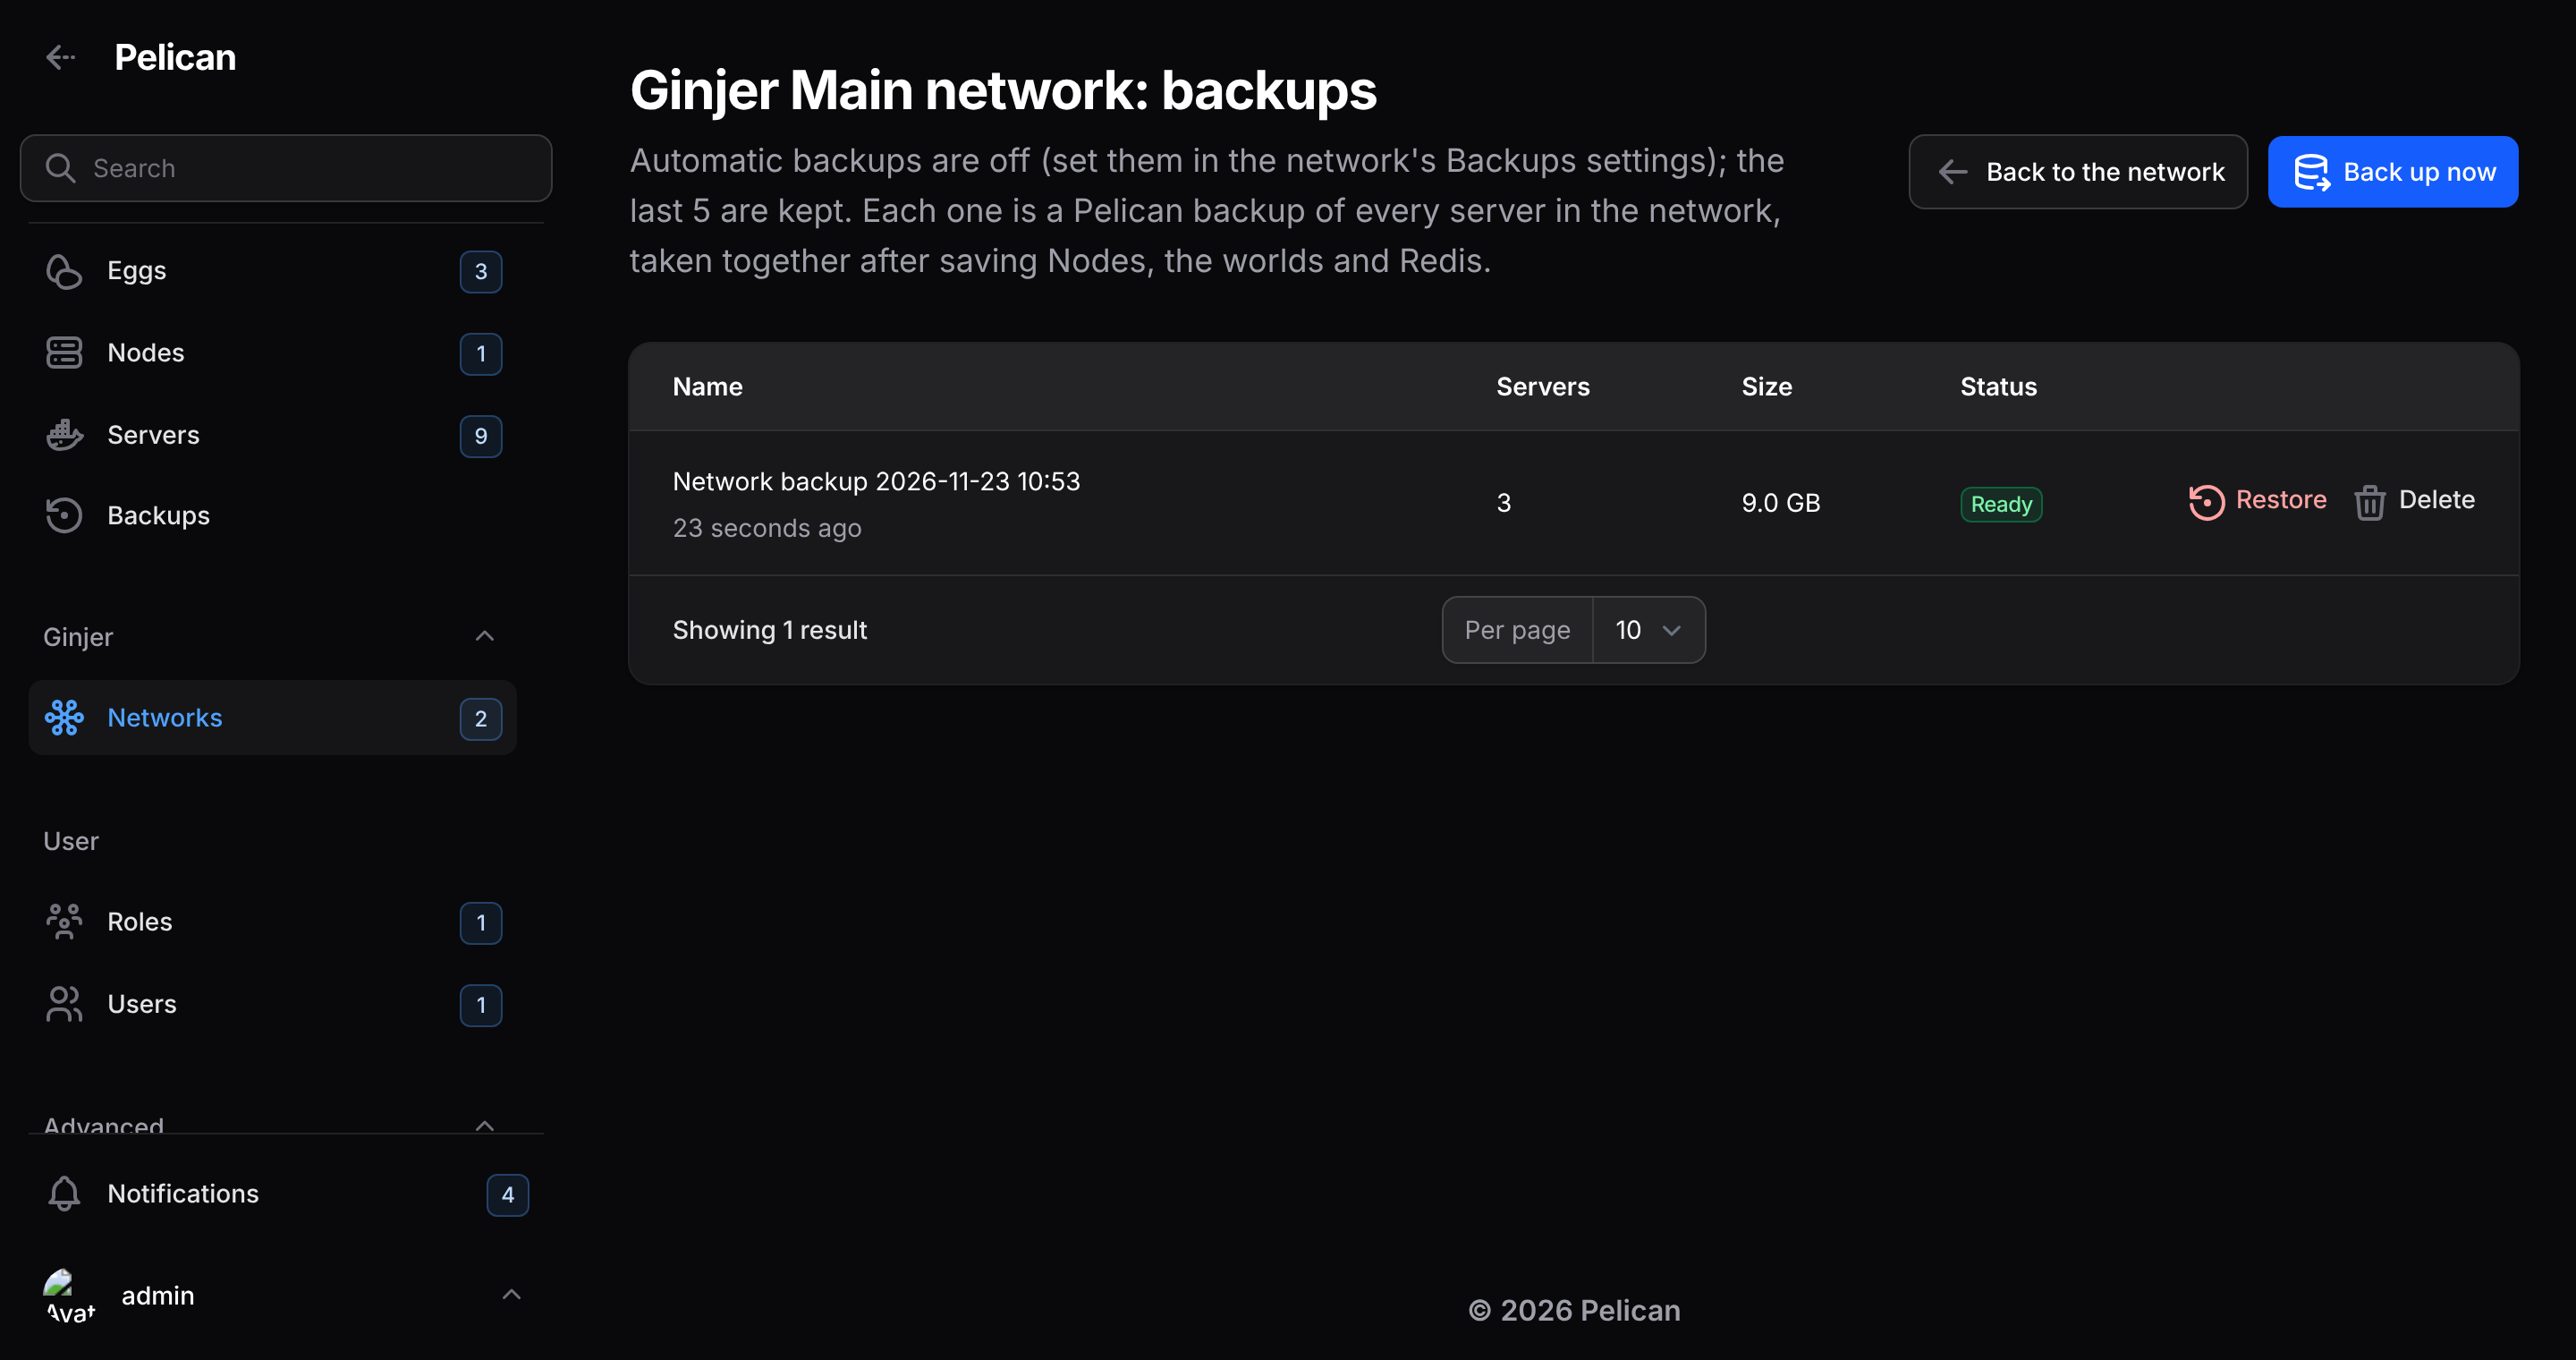 Pelican
Search
Eggs 3
Nodes 1
Servers 9
Backups
Ginjer
Networks 2
User
Roles 1
Users 1
Advanced
Notifications 4
Avat
admin
Ginjer Main network: backups
Automatic backups are off (set them in the network's Backups settings); the
last 5 are kept. Each one is a Pelican backup of every server in the network,
taken together after saving Nodes, the worlds and Redis.
Back to the network
Back up now
Name Servers Size Status
Network backup 2026-11-23 10:53
23 seconds ago
3 9.0 GB Ready Restore Delete
Showing 1 result
Per page 10
© 2026 Pelican